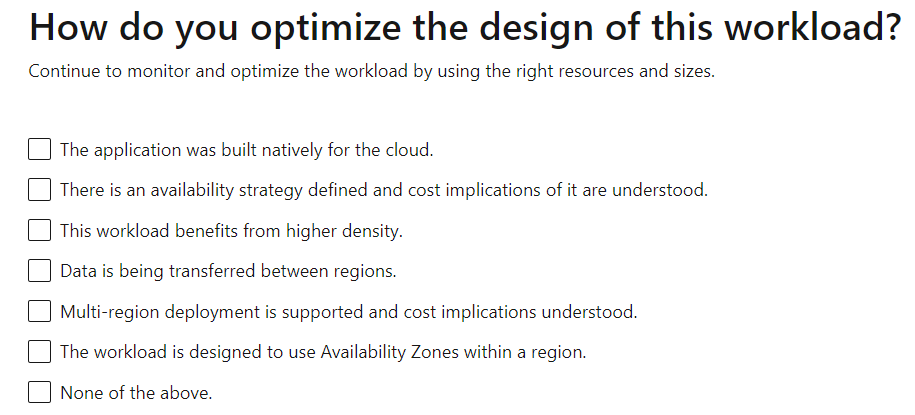 How do you optimize the design of this workload?
Continue to monitor and optimize the workload by using the right resources and sizes.
The application was built natively for the cloud.
There is an availability strategy defined and cost implications of it are understood.
This workload benefits from higher density.
Data is being transferred between regions.
Multi-region deployment is supported and cost implications understood.
The workload is designed to use Availability Zones within a region.
None of the above.